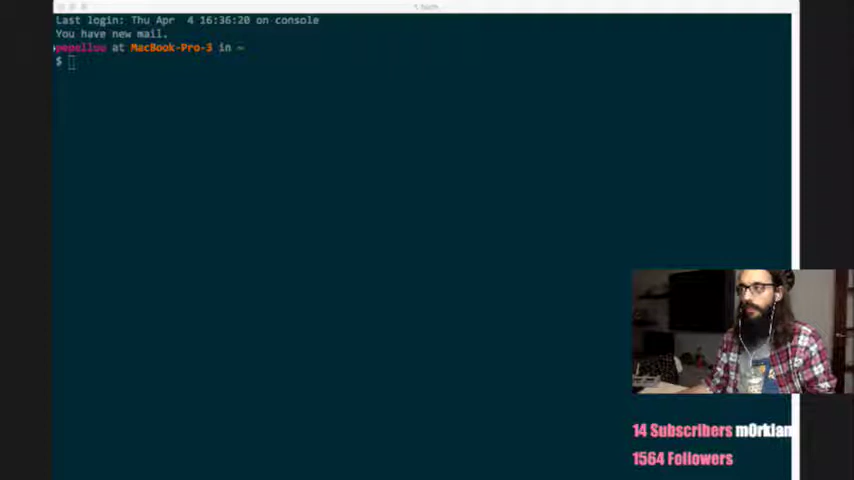 Last login: Thu Apr  4 16:36:20 on console
You have new mail.
at MacBook-Pro-3 in ~
$
14 Subscribers m0rklan
1564 Followers